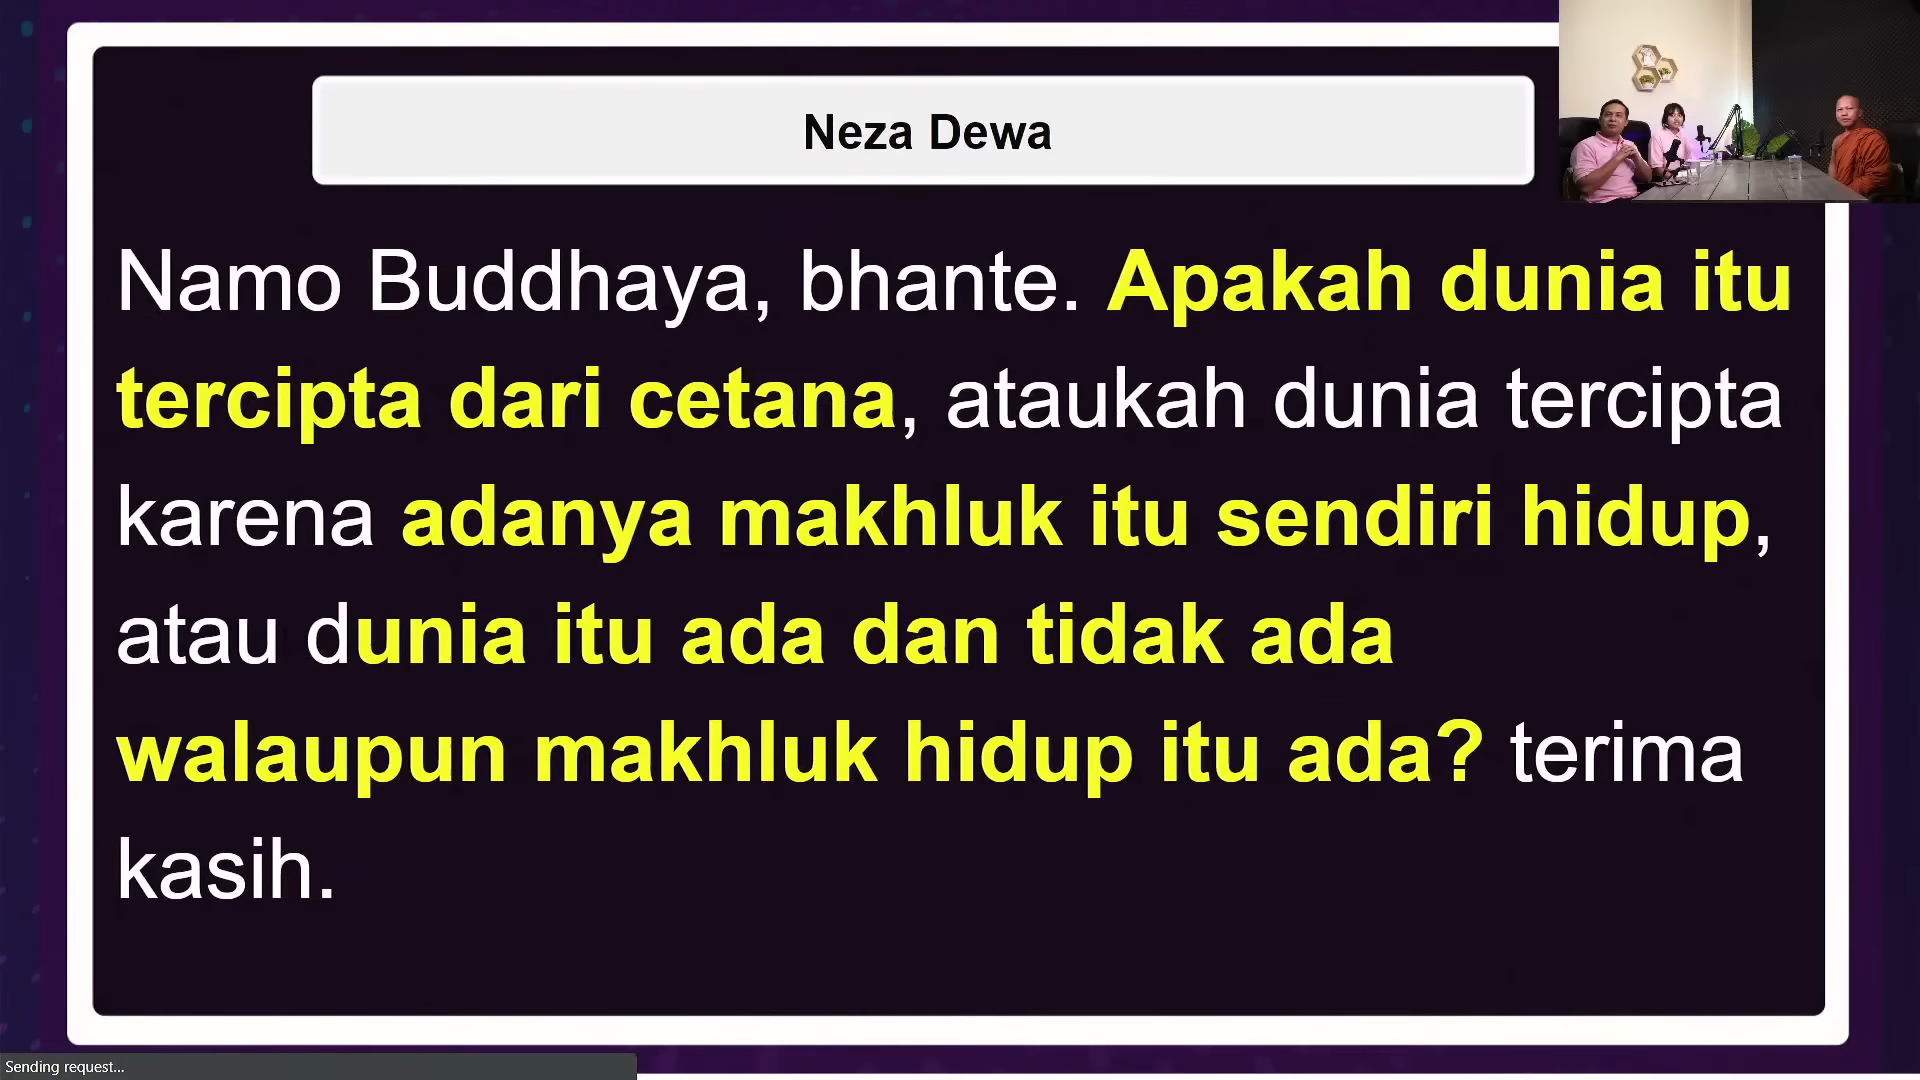 Neza Dewa
Namo Buddhaya, bhante. Apakah dunia itu
tercipta dari cetana, ataukah dunia tercipta
karena adanya makhluk itu sendiri hidup,
atau dunia itu ada dan tidak ada
walaupun makhluk hidup itu ada? terima
kasih.
Sending request...